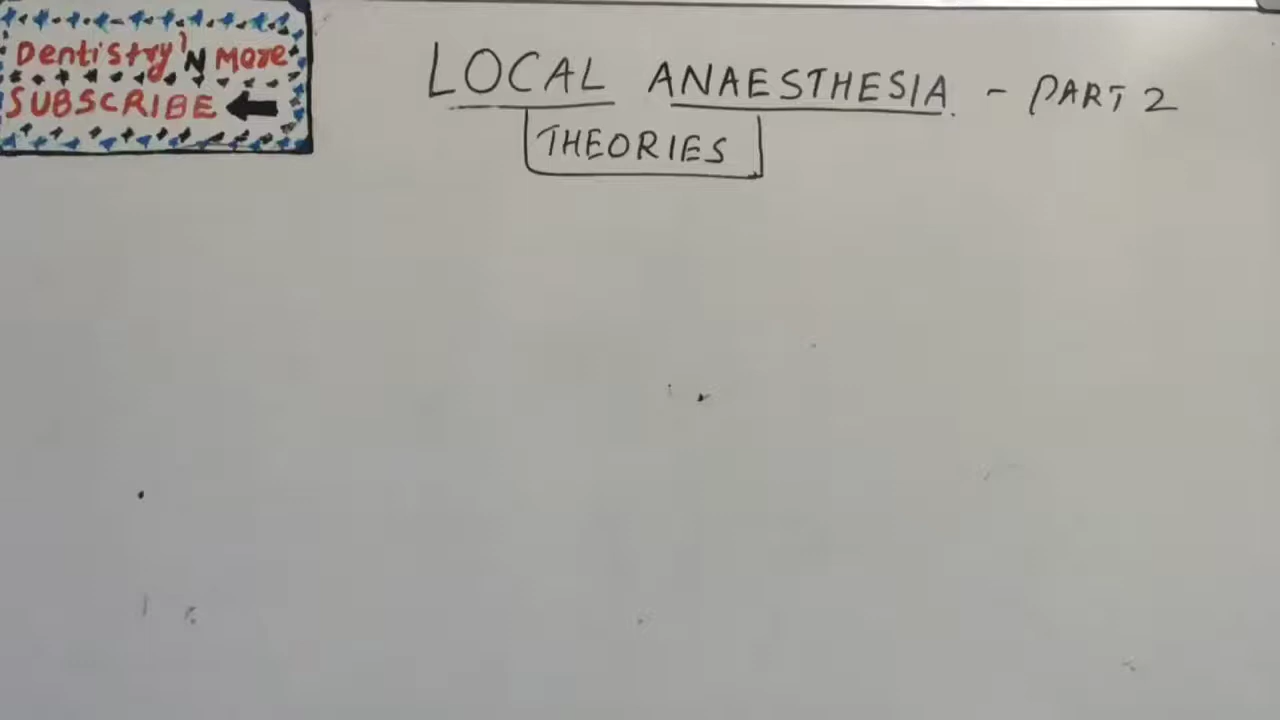 Dentistry'N More
SUBSCRIBE
LOCAL ANAESTHESIA - PART 2
THEORIES